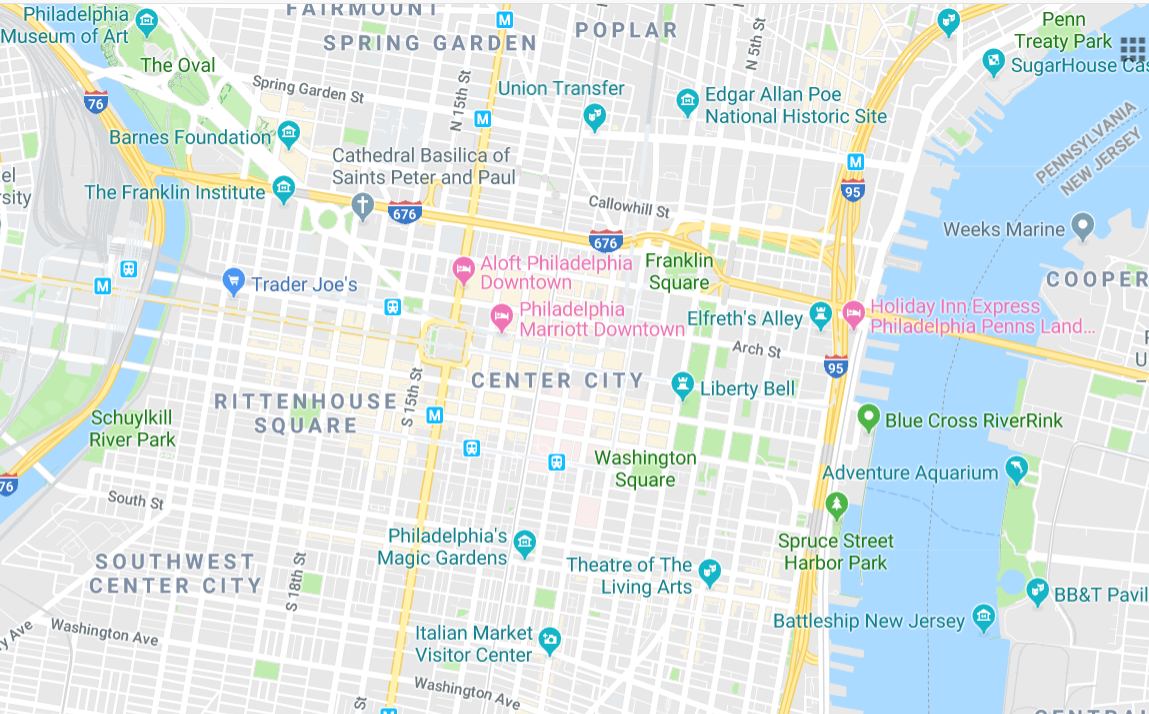 FAIRMOUNT
Philadelphia
Museum of Art
SPRING GARDEN
POPLAR
N 5th St
Penn
Treaty Park
SugarHouse Cas
The Oval
76
Spring Garden St
N 15th St
M
M
Union Transfer
Edgar Allan Poe
National Historic Site
Barnes Foundation
Cathedral Basilica of
Saints Peter and Paul
M
PENNSYLVANIA
NEW JERSEY
The Franklin Institute
676
Callowhill St
95
676
Weeks Marine
M
Trader Joe's
Aloft Philadelphia
Downtown
Franklin
Square
COOPER
Philadelphia
Marriott Downtown
Elfreth's Alley
Holiday Inn Express
Philadelphia Penns Land...
Arch St
95
CENTER CITY
Liberty Bell
RITTENHOUSE
SQUARE
S 15th St
M
Schuylkill
River Park
Blue Cross RiverRink
76
Washington
Square
Adventure Aquarium
South St
Philadelphia's
Magic Gardens
Spruce Street
Harbor Park
SOUTHWEST
CENTER CITY
S 18th St
Theatre of The
Living Arts
BB&T Pavil
Battleship New Jersey
Washington Ave
Italian Market
Visitor Center
Washington Ave
St
M